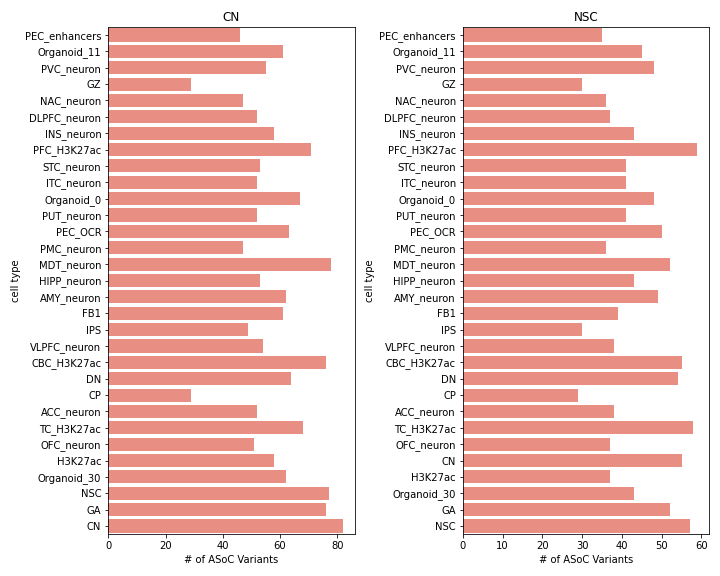 CN
PEC_enhancers
Organoid_11
PVC_neuron
GZ
NAC_neuron
DLPFC_neuron
INS_neuron
PFC_H3K27ac
STC_neuron
ITC_neuron
Organoid_0
PUT_neuron
PEC_OCR
PMC_neuron
MDT_neuron
HIPP_neuron
AMY_neuron
FB1
IPS
VLPFC_neuron
CBC_H3K27ac
DN
CP
ACC_neuron
TC_H3K27ac
OFC_neuron
H3K27ac
Organoid_30
NSC
GA
CN
cell type
0 20 40 60 80
# of ASoC Variants
NSC
PEC_enhancers
Organoid_11
PVC_neuron
GZ
NAC_neuron
DLPFC_neuron
INS_neuron
PFC_H3K27ac
STC_neuron
ITC_neuron
Organoid_0
PUT_neuron
PEC_OCR
PMC_neuron
MDT_neuron
HIPP_neuron
AMY_neuron
FB1
IPS
VLPFC_neuron
CBC_H3K27ac
DN
CP
ACC_neuron
TC_H3K27ac
OFC_neuron
CN
H3K27ac
Organoid_30
GA
NSC
cell type
0 10 20 30 40 50 60
# of ASoC Variants